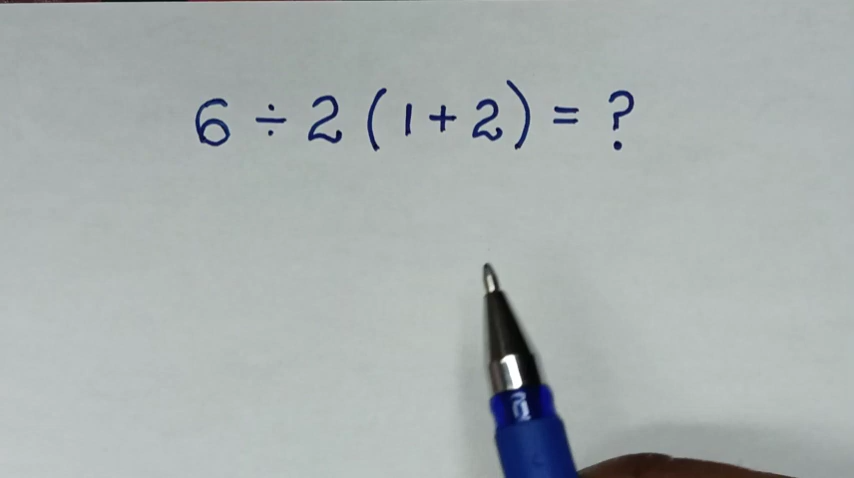 6 ÷ 2 (1 + 2) = ?